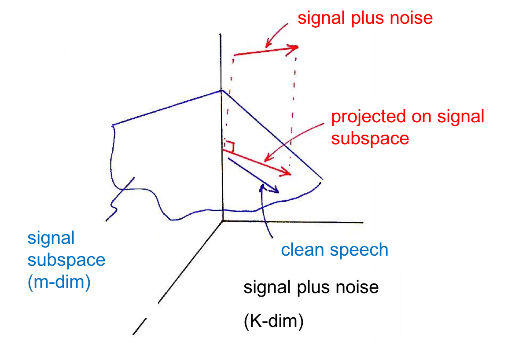 signal plus noise
projected on signal
subspace
signal
subspace
(m-dim)
clean speech
signal plus noise
(K-dim)